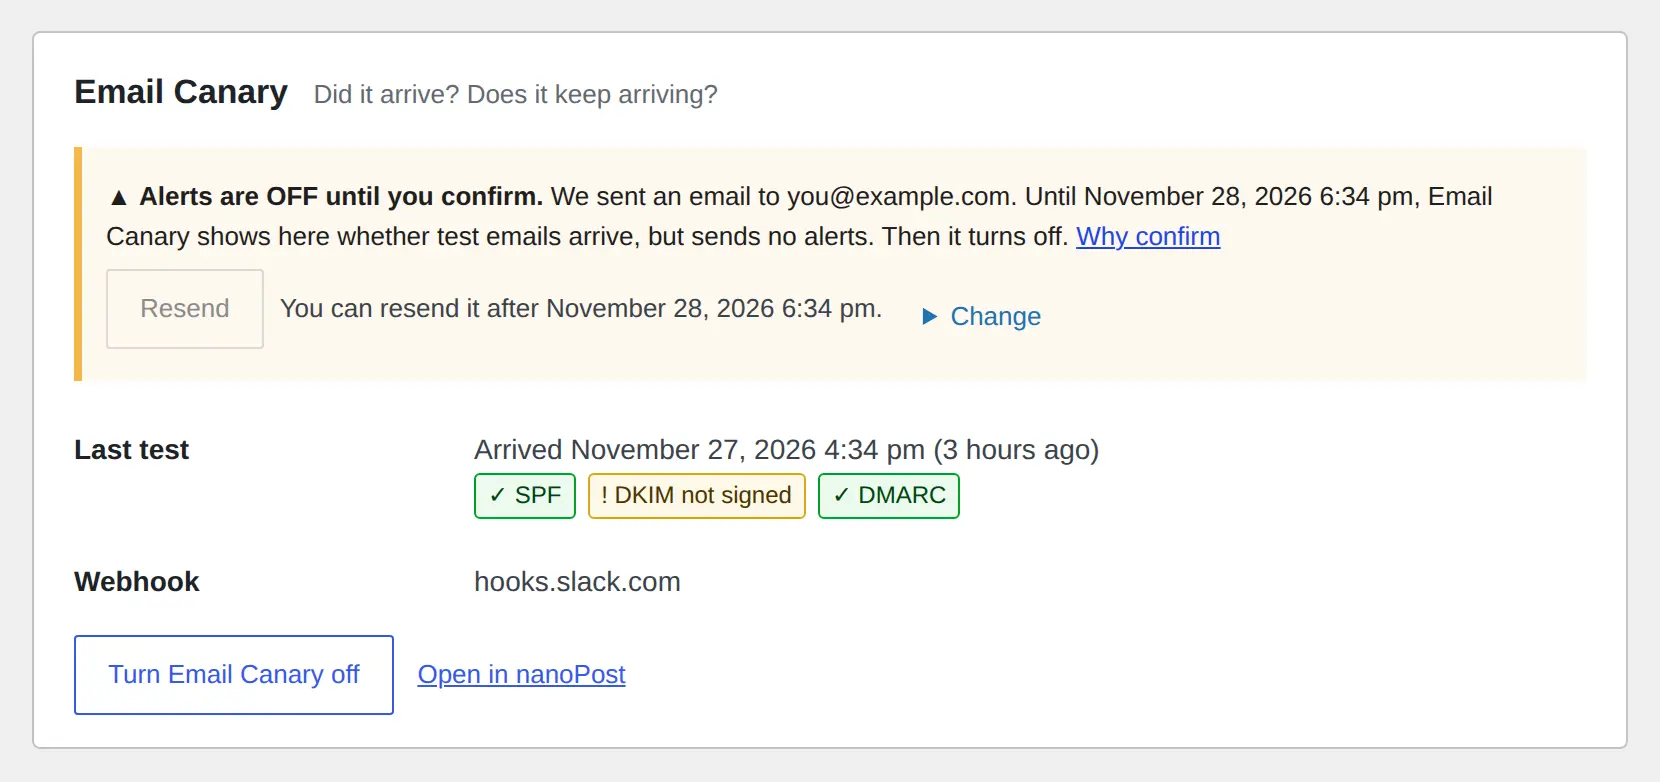 Email Canary Did it arrive? Does it keep arriving?
▲ Alerts are OFF until you confirm. We sent an email to you@example.com. Until November 28, 2026 6:34 pm, Email
Canary shows here whether test emails arrive, but sends no alerts. Then it turns off. Why confirm
Resend You can resend it after November 28, 2026 6:34 pm. ▶ Change
Last test Arrived November 27, 2026 4:34 pm (3 hours ago)
✓ SPF ! DKIM not signed ✓ DMARC
Webhook hooks.slack.com
Turn Email Canary off Open in nanoPost